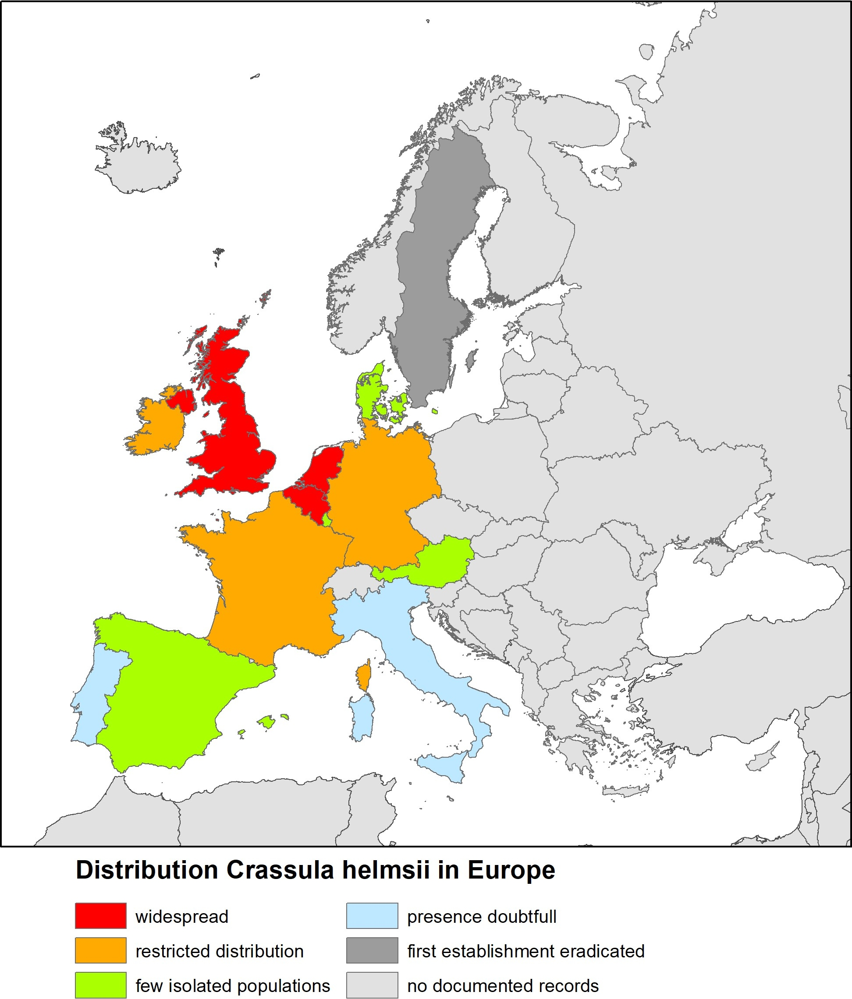 Distribution Crassula helmsii in Europe
widespread
presence doubtfull
restricted distribution
first establishment eradicated
few isolated populations
no documented records